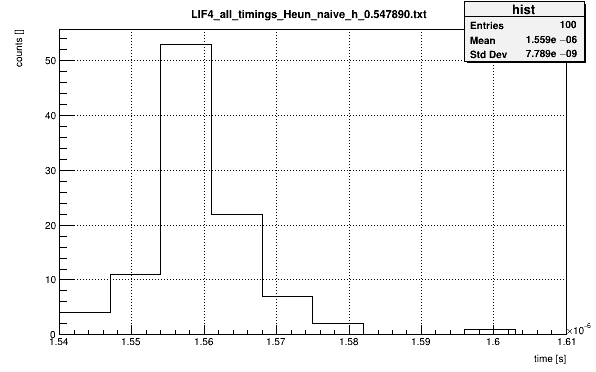 LIF4_all_timings_Heun_naive_h_0.547890.txt
hist
Entries 100
Mean 1.559e −06
Std Dev 7.789e −09
counts []
50
40
30
20
10
0
1.54 1.55 1.56 1.57 1.58 1.59 1.6 1.61
×10⁻⁶
time [s]